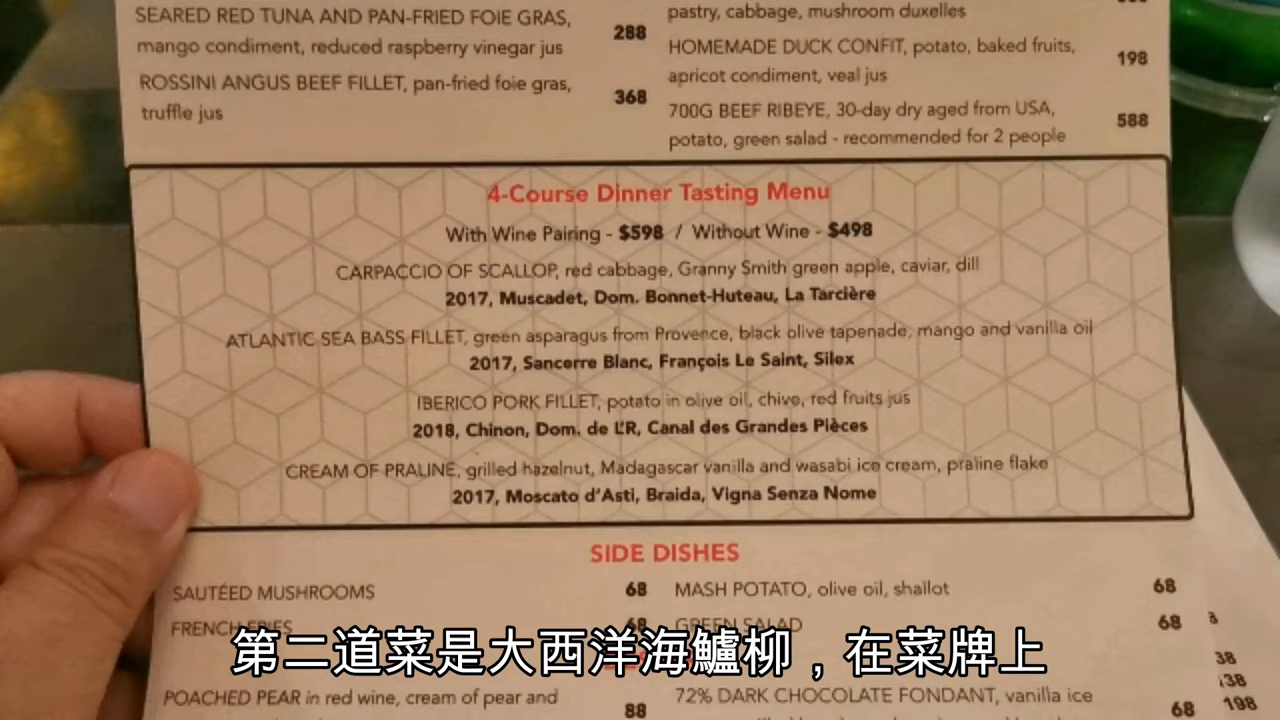 SEARED RED TUNA AND PAN-FRIED FOIE GRAS,
mango condiment, reduced raspberry vinegar jus 288
ROSSINI ANGUS BEEF FILLET, pan-fried foie gras,
truffle jus 368
pastry, cabbage, mushroom duxelles
HOMEMADE DUCK CONFIT, potato, baked fruits,
apricot condiment, veal jus 198
700G BEEF RIBEYE, 30-day dry aged from USA,
potato, green salad - recommended for 2 people 588
4-Course Dinner Tasting Menu
With Wine Pairing - $598 / Without Wine - $498
CARPACCIO OF SCALLOP, red cabbage, Granny Smith green apple, caviar, dill
2017, Muscadet, Dom. Bonnet-Huteau, La Tarcière
ATLANTIC SEA BASS FILLET, green asparagus from Provence, black olive tapenade, mango and vanilla oil
2017, Sancerre Blanc, François Le Saint, Silex
IBERICO PORK FILLET, potato in olive oil, chive, red fruits jus
2018, Chinon, Dom. de L'R, Canal des Grandes Pièces
CREAM OF PRALINE, grilled hazelnut, Madagascar vanilla and wasabi ice cream, praline flake
2017, Moscato d'Asti, Braida, Vigna Senza Nome
SIDE DISHES
SAUTÉED MUSHROOMS 68
MASH POTATO, olive oil, shallot 68
FRENCH FRIES 68
GREEN SALAD 68
第二道菜是大西洋海鱸柳，在菜牌上
POACHED PEAR in red wine, cream of pear and 88
72% DARK CHOCOLATE FONDANT, vanilla ice 68
198